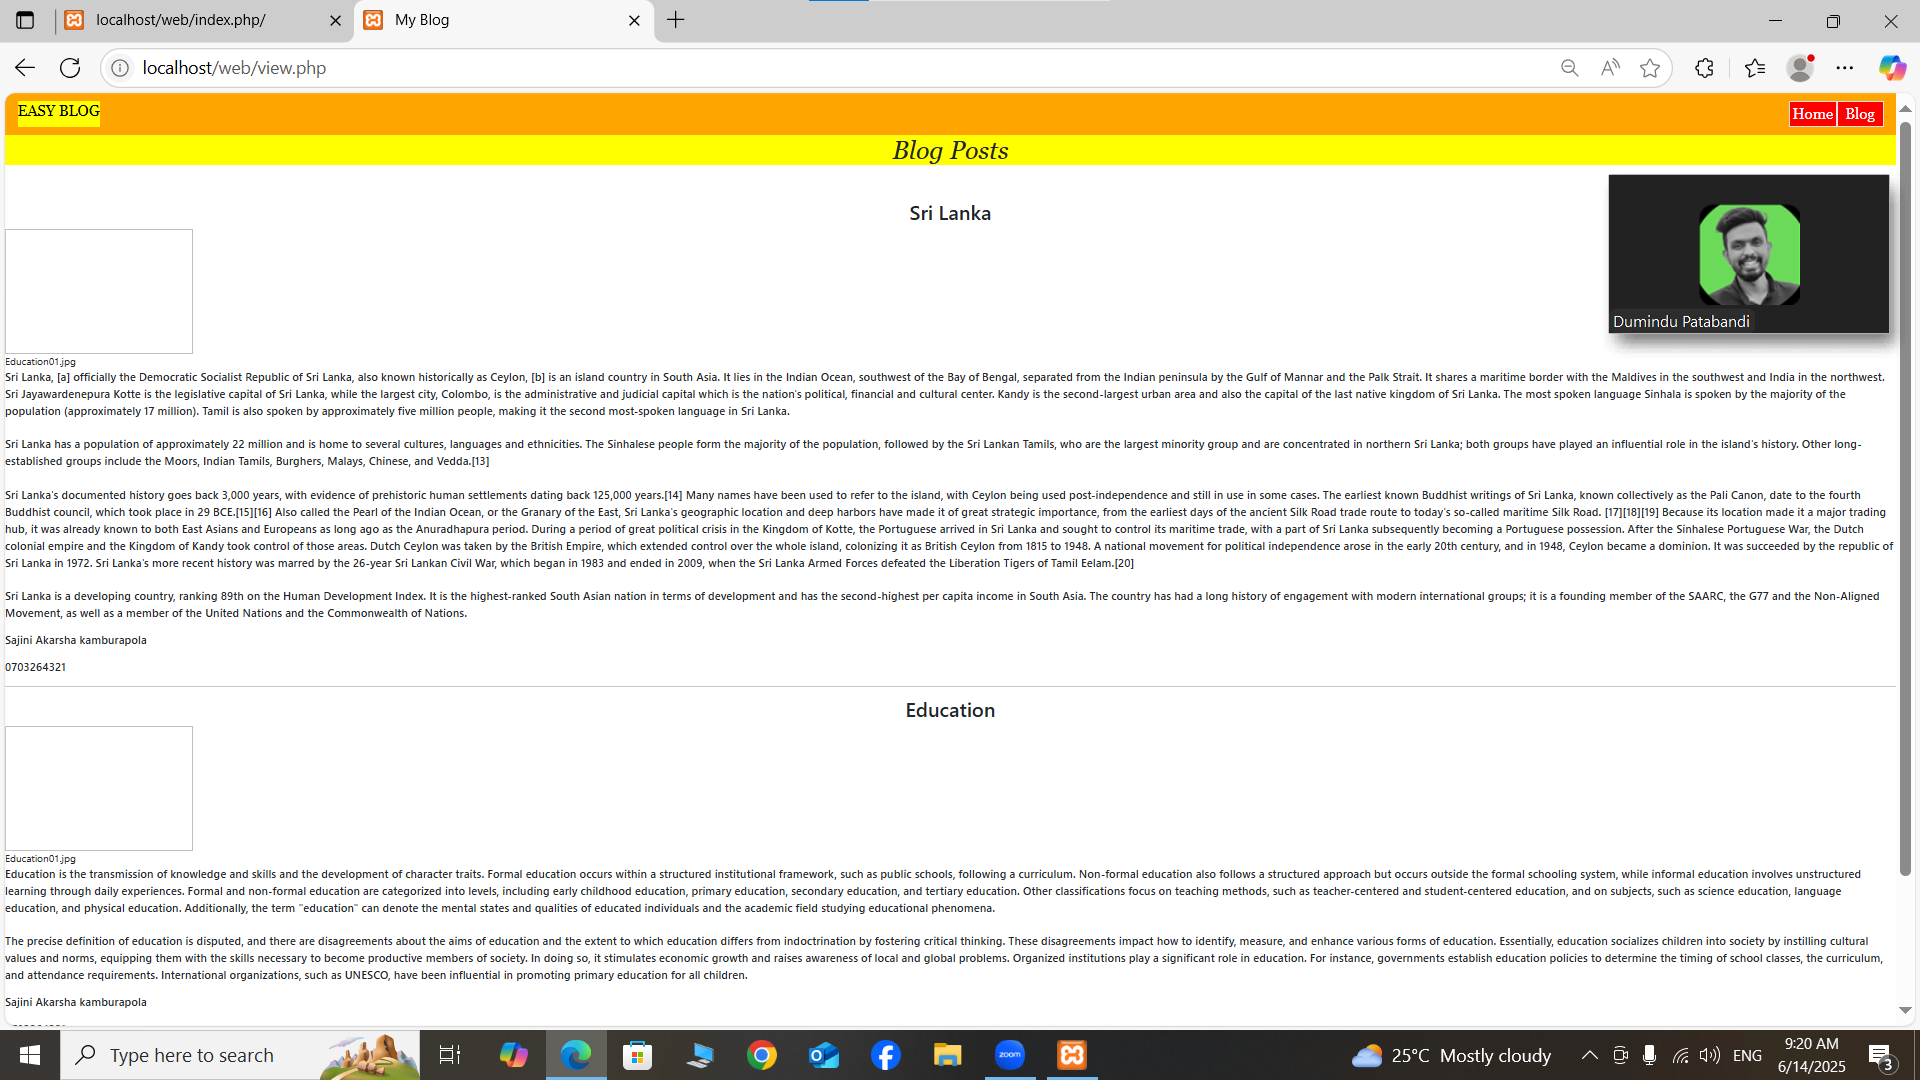 localhost/web/index.php/
My Blog
localhost/web/view.php
EASY BLOG
Home
Blog
Blog Posts
Sri Lanka
Dumindu Patabandi
Education01.jpg
Sri Lanka, [a] officially the Democratic Socialist Republic of Sri Lanka, also known historically as Ceylon, [b] is an island country in South Asia. It lies in the Indian Ocean, southwest of the Bay of Bengal, separated from the Indian peninsula by the Gulf of Mannar and the Palk Strait. It shares a maritime border with the Maldives in the southwest and India in the northwest.
Sri Jayawardenepura Kotte is the legislative capital of Sri Lanka, while the largest city, Colombo, is the administrative and judicial capital which is the nation's political, financial and cultural center. Kandy is the second-largest urban area and also the capital of the last native kingdom of Sri Lanka. The most spoken language Sinhala is spoken by the majority of the
population (approximately 17 million). Tamil is also spoken by approximately five million people, making it the second most-spoken language in Sri Lanka.
Sri Lanka has a population of approximately 22 million and is home to several cultures, languages and ethnicities. The Sinhalese people form the majority of the population, followed by the Sri Lankan Tamils, who are the largest minority group and are concentrated in northern Sri Lanka; both groups have played an influential role in the island's history. Other long-
established groups include the Moors, Indian Tamils, Burghers, Malays, Chinese, and Vedda.[13]
Sri Lanka's documented history goes back 3,000 years, with evidence of prehistoric human settlements dating back 125,000 years.[14] Many names have been used to refer to the island, with Ceylon being used post-independence and still in use in some cases. The earliest known Buddhist writings of Sri Lanka, known collectively as the Pali Canon, date to the fourth
Buddhist council, which took place in 29 BCE.[15][16] Also called the Pearl of the Indian Ocean, or the Granary of the East, Sri Lanka's geographic location and deep harbors have made it of great strategic importance, from the earliest days of the ancient Silk Road trade route to today's so-called maritime Silk Road. [17][18][19] Because its location made it a major trading
hub, it was already known to both East Asians and Europeans as long ago as the Anuradhapura period. During a period of great political crisis in the Kingdom of Kotte, the Portuguese arrived in Sri Lanka and sought to control its maritime trade, with a part of Sri Lanka subsequently becoming a Portuguese possession. After the Sinhalese Portuguese War, the Dutch
colonial empire and the Kingdom of Kandy took control of those areas. Dutch Ceylon was taken by the British Empire, which extended control over the whole island, colonizing it as British Ceylon from 1815 to 1948. A national movement for political independence arose in the early 20th century, and in 1948, Ceylon became a dominion. It was succeeded by the republic of
Sri Lanka in 1972. Sri Lanka's more recent history was marred by the 26-year Sri Lankan Civil War, which began in 1983 and ended in 2009, when the Sri Lanka Armed Forces defeated the Liberation Tigers of Tamil Eelam.[20]
Sri Lanka is a developing country, ranking 89th on the Human Development Index. It is the highest-ranked South Asian nation in terms of development and has the second-highest per capita income in South Asia. The country has had a long history of engagement with modern international groups; it is a founding member of the SAARC, the G77 and the Non-Aligned
Movement, as well as a member of the United Nations and the Commonwealth of Nations.
Sajini Akarsha kamburapola
0703264321
Education
Education01.jpg
Education is the transmission of knowledge and skills and the development of character traits. Formal education occurs within a structured institutional framework, such as public schools, following a curriculum. Non-formal education also follows a structured approach but occurs outside the formal schooling system, while informal education involves unstructured
learning through daily experiences. Formal and non-formal education are categorized into levels, including early childhood education, primary education, secondary education, and tertiary education. Other classifications focus on teaching methods, such as teacher-centered and student-centered education, and on subjects, such as science education, language
education, and physical education. Additionally, the term "education" can denote the mental states and qualities of educated individuals and the academic field studying educational phenomena.
The precise definition of education is disputed, and there are disagreements about the aims of education and the extent to which education differs from indoctrination by fostering critical thinking. These disagreements impact how to identify, measure, and enhance various forms of education. Essentially, education socializes children into society by instilling cultural
values and norms, equipping them with the skills necessary to become productive members of society. In doing so, it stimulates economic growth and raises awareness of local and global problems. Organized institutions play a significant role in education. For instance, governments establish education policies to determine the timing of school classes, the curriculum,
and attendance requirements. International organizations, such as UNESCO, have been influential in promoting primary education for all children.
Sajini Akarsha kamburapola
Type here to search
zoom
25°C Mostly cloudy
ENG
9:20 AM
6/14/2025
3